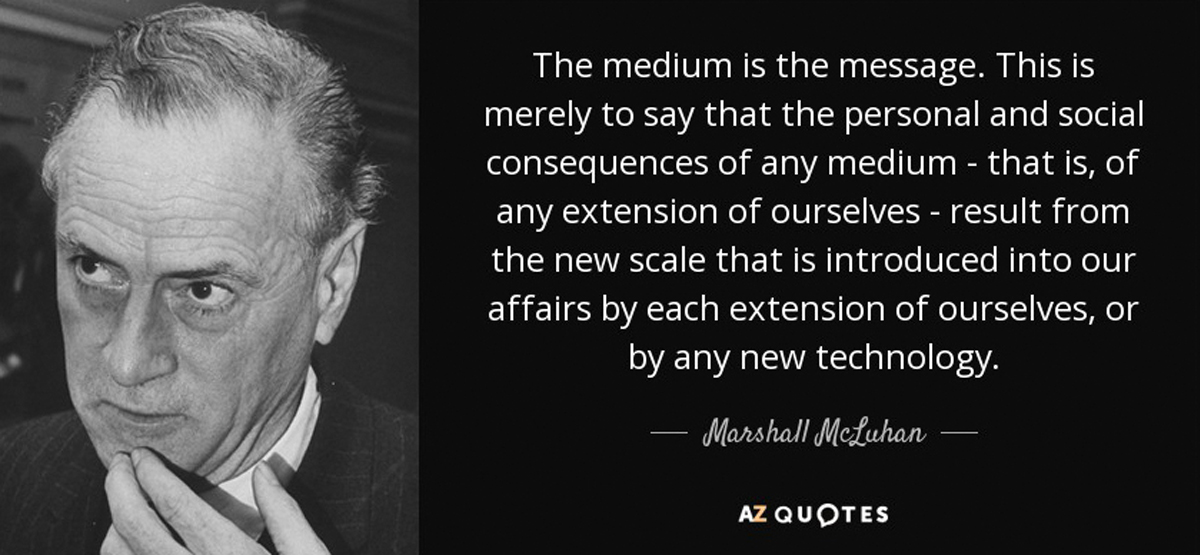 The medium is the message. This is
merely to say that the personal and social
consequences of any medium - that is, of
any extension of ourselves - result from
the new scale that is introduced into our
affairs by each extension of ourselves, or
by any new technology.
Marshall McLuhan
AZ QUOTES